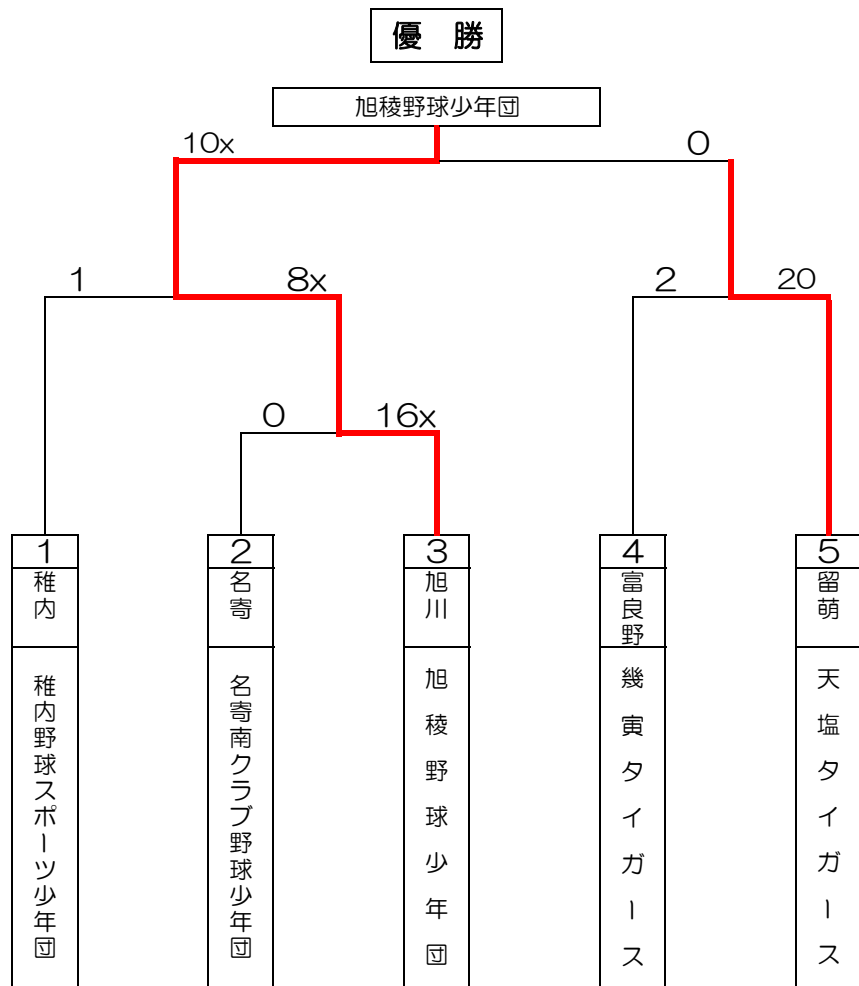 優　勝
旭稜野球少年団
10x
0
1
8x
2
20
0
16x
1
2
3
4
5
稚内
名寄
旭川
富良野
留萌
稚内野球スポーツ少年団
名寄南クラブ野球少年団
旭稜野球少年団
幾寅タイガース
天塩タイガース